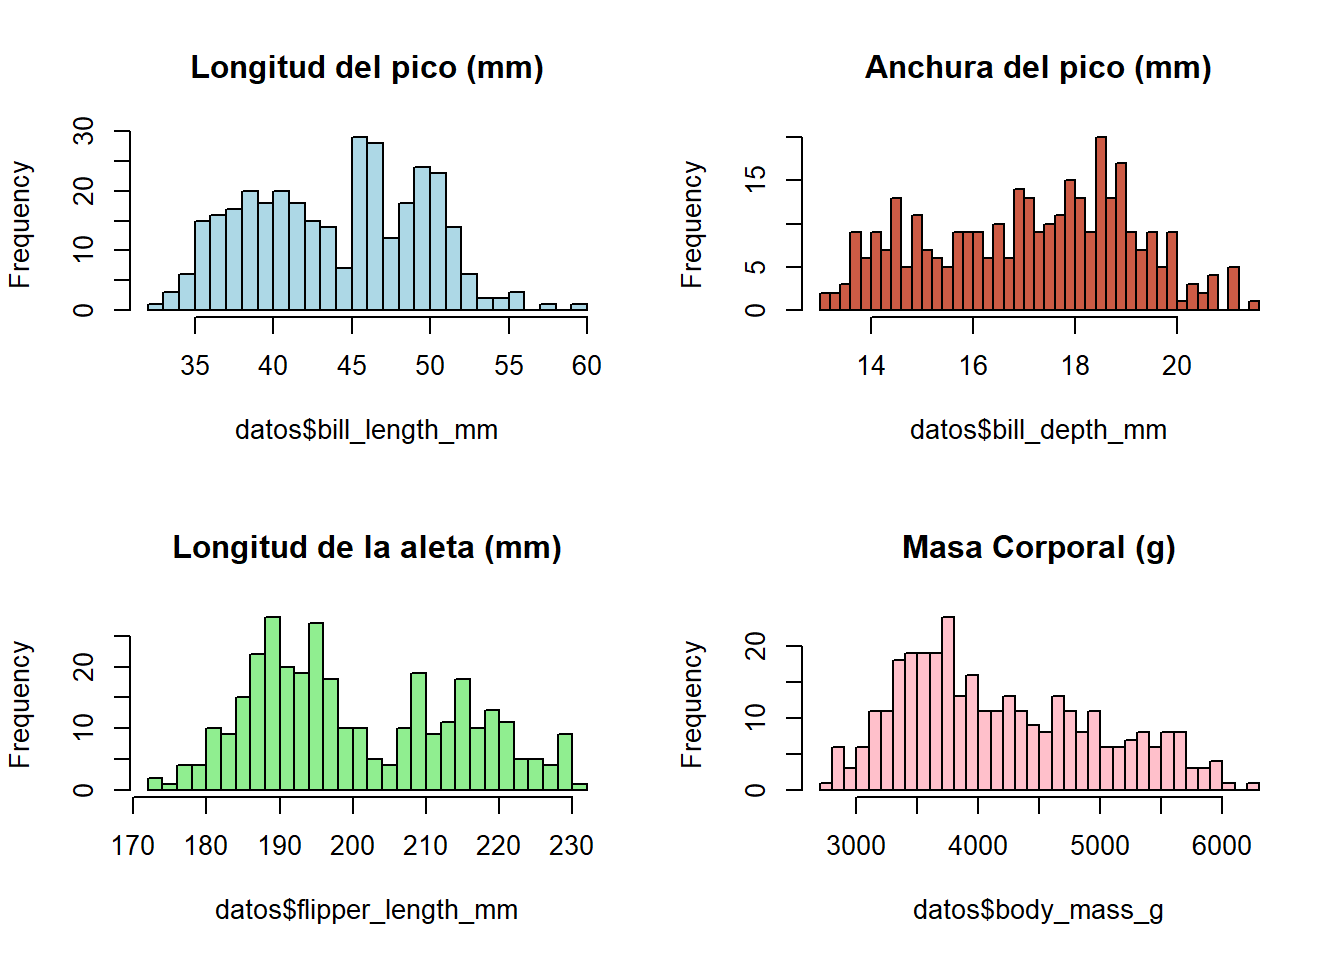 Longitud del pico (mm)
Frequency
0 10 20 30
35 40 45 50 55 60
datos$bill_length_mm
Anchura del pico (mm)
Frequency
0 5 15
14 16 18 20
datos$bill_depth_mm
Longitud de la aleta (mm)
Frequency
0 10 20
170 180 190 200 210 220 230
datos$flipper_length_mm
Masa Corporal (g)
Frequency
0 10 20
3000 4000 5000 6000
datos$body_mass_g